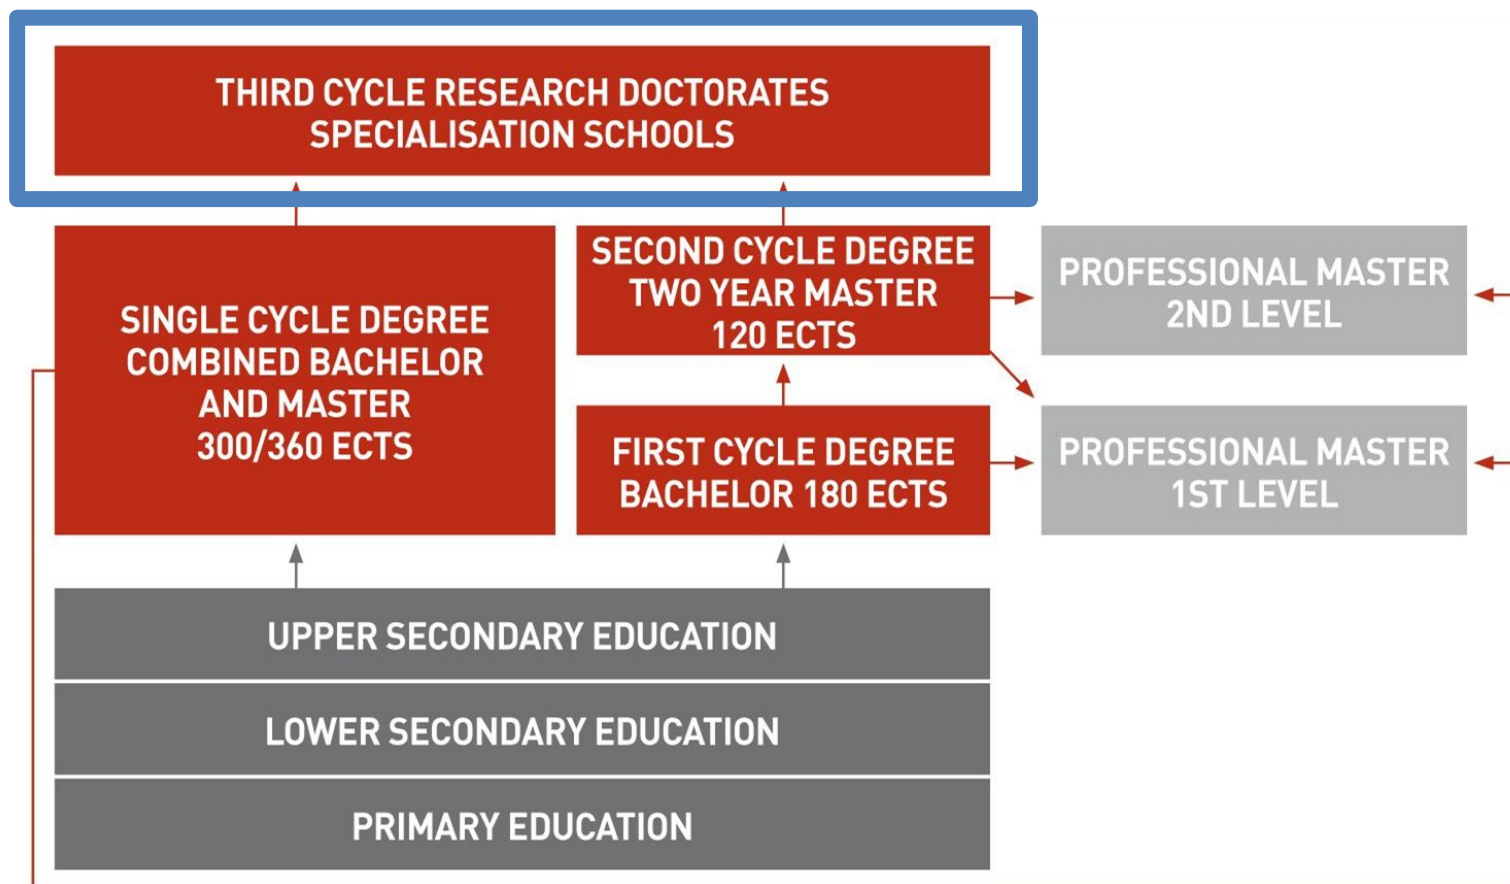 THIRD CYCLE RESEARCH DOCTORATES
SPECIALISATION SCHOOLS
SINGLE CYCLE DEGREE
COMBINED BACHELOR
AND MASTER
300/360 ECTS
SECOND CYCLE DEGREE
TWO YEAR MASTER
120 ECTS
PROFESSIONAL MASTER
2ND LEVEL
FIRST CYCLE DEGREE
BACHELOR 180 ECTS
PROFESSIONAL MASTER
1ST LEVEL
UPPER SECONDARY EDUCATION
LOWER SECONDARY EDUCATION
PRIMARY EDUCATION